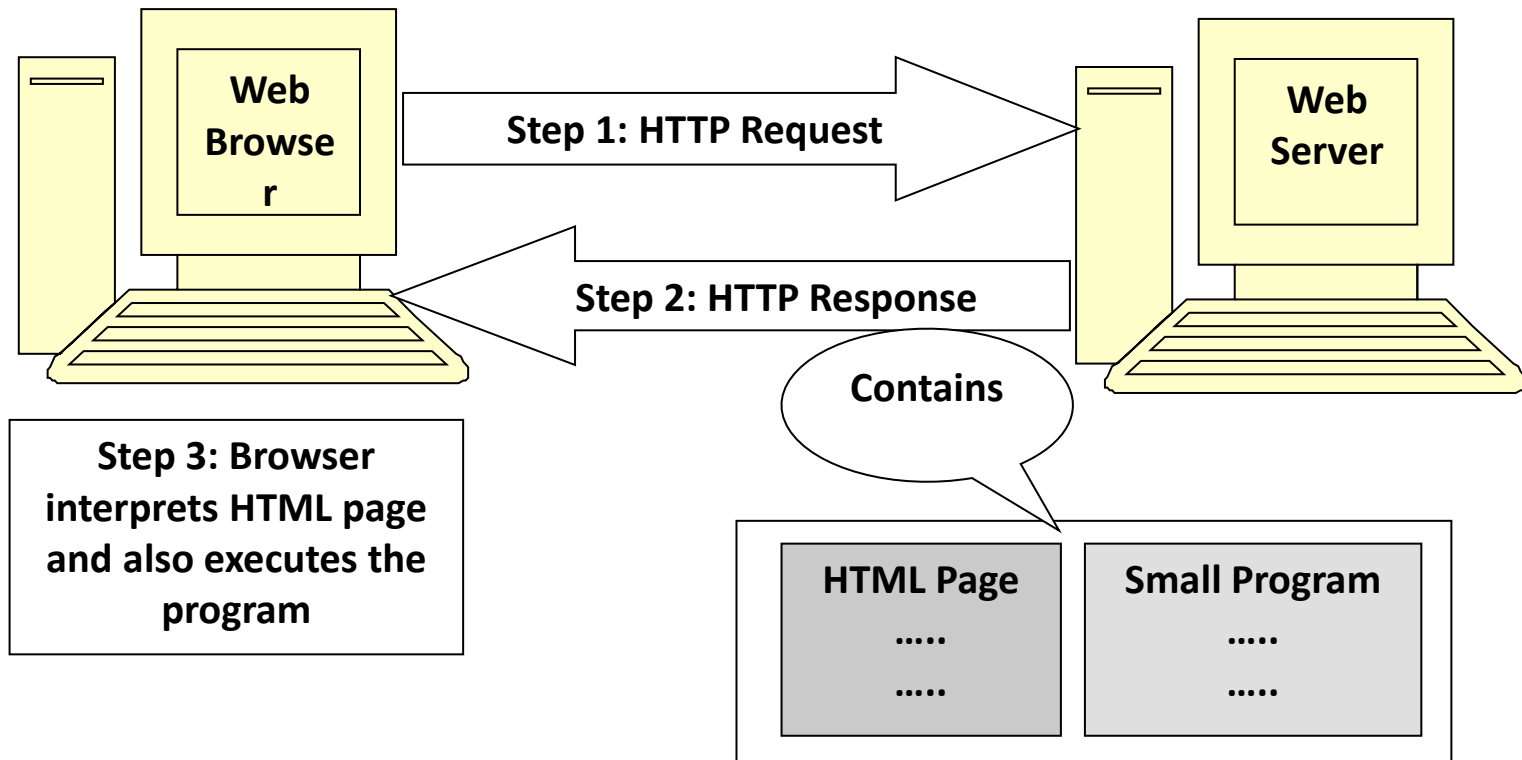 Web
Browse
r
Step 1: HTTP Request
Web
Server
Step 2: HTTP Response
Contains
Step 3: Browser
interprets HTML page
and also executes the
program
HTML Page
…..
…..
Small Program
…..
…..